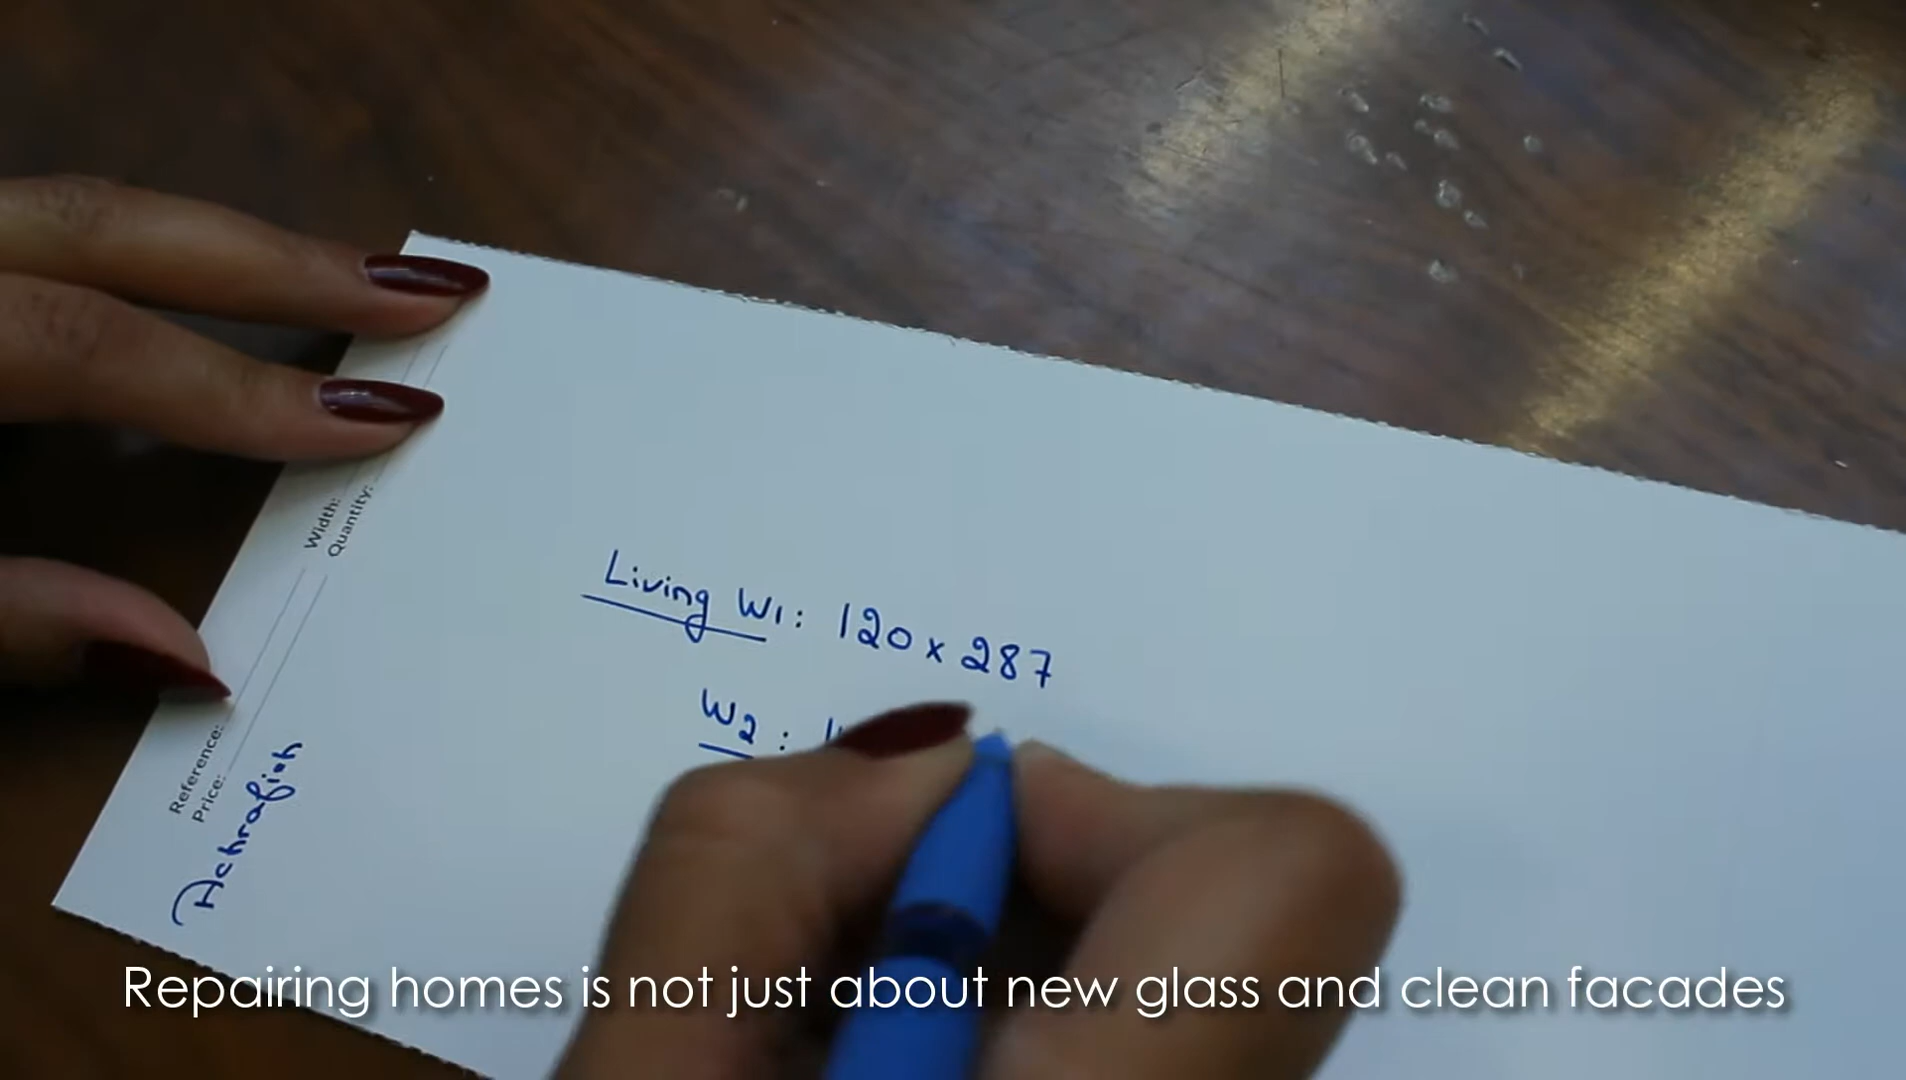 Width:
Quantity:
Reference:
Price:
Achrafieh
Living W1: 120 x 287
W2 :
Repairing homes is not just about new glass and clean facades